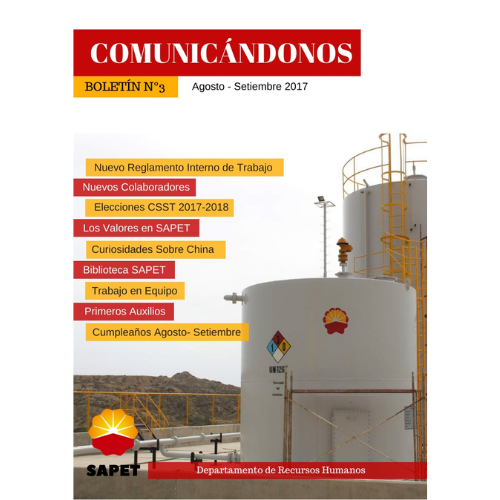 COMUNICÁNDONOS
BOLETÍN N°3
Agosto - Setiembre 2017
Nuevo Reglamento Interno de Trabajo
Nuevos Colaboradores
Elecciones CSST 2017-2018
Los Valores en SAPET
Curiosidades Sobre China
Biblioteca SAPET
Trabajo en Equipo
Primeros Auxilios
Cumpleaños Agosto- Setiembre
SAPET
Departamento de Recursos Humanos